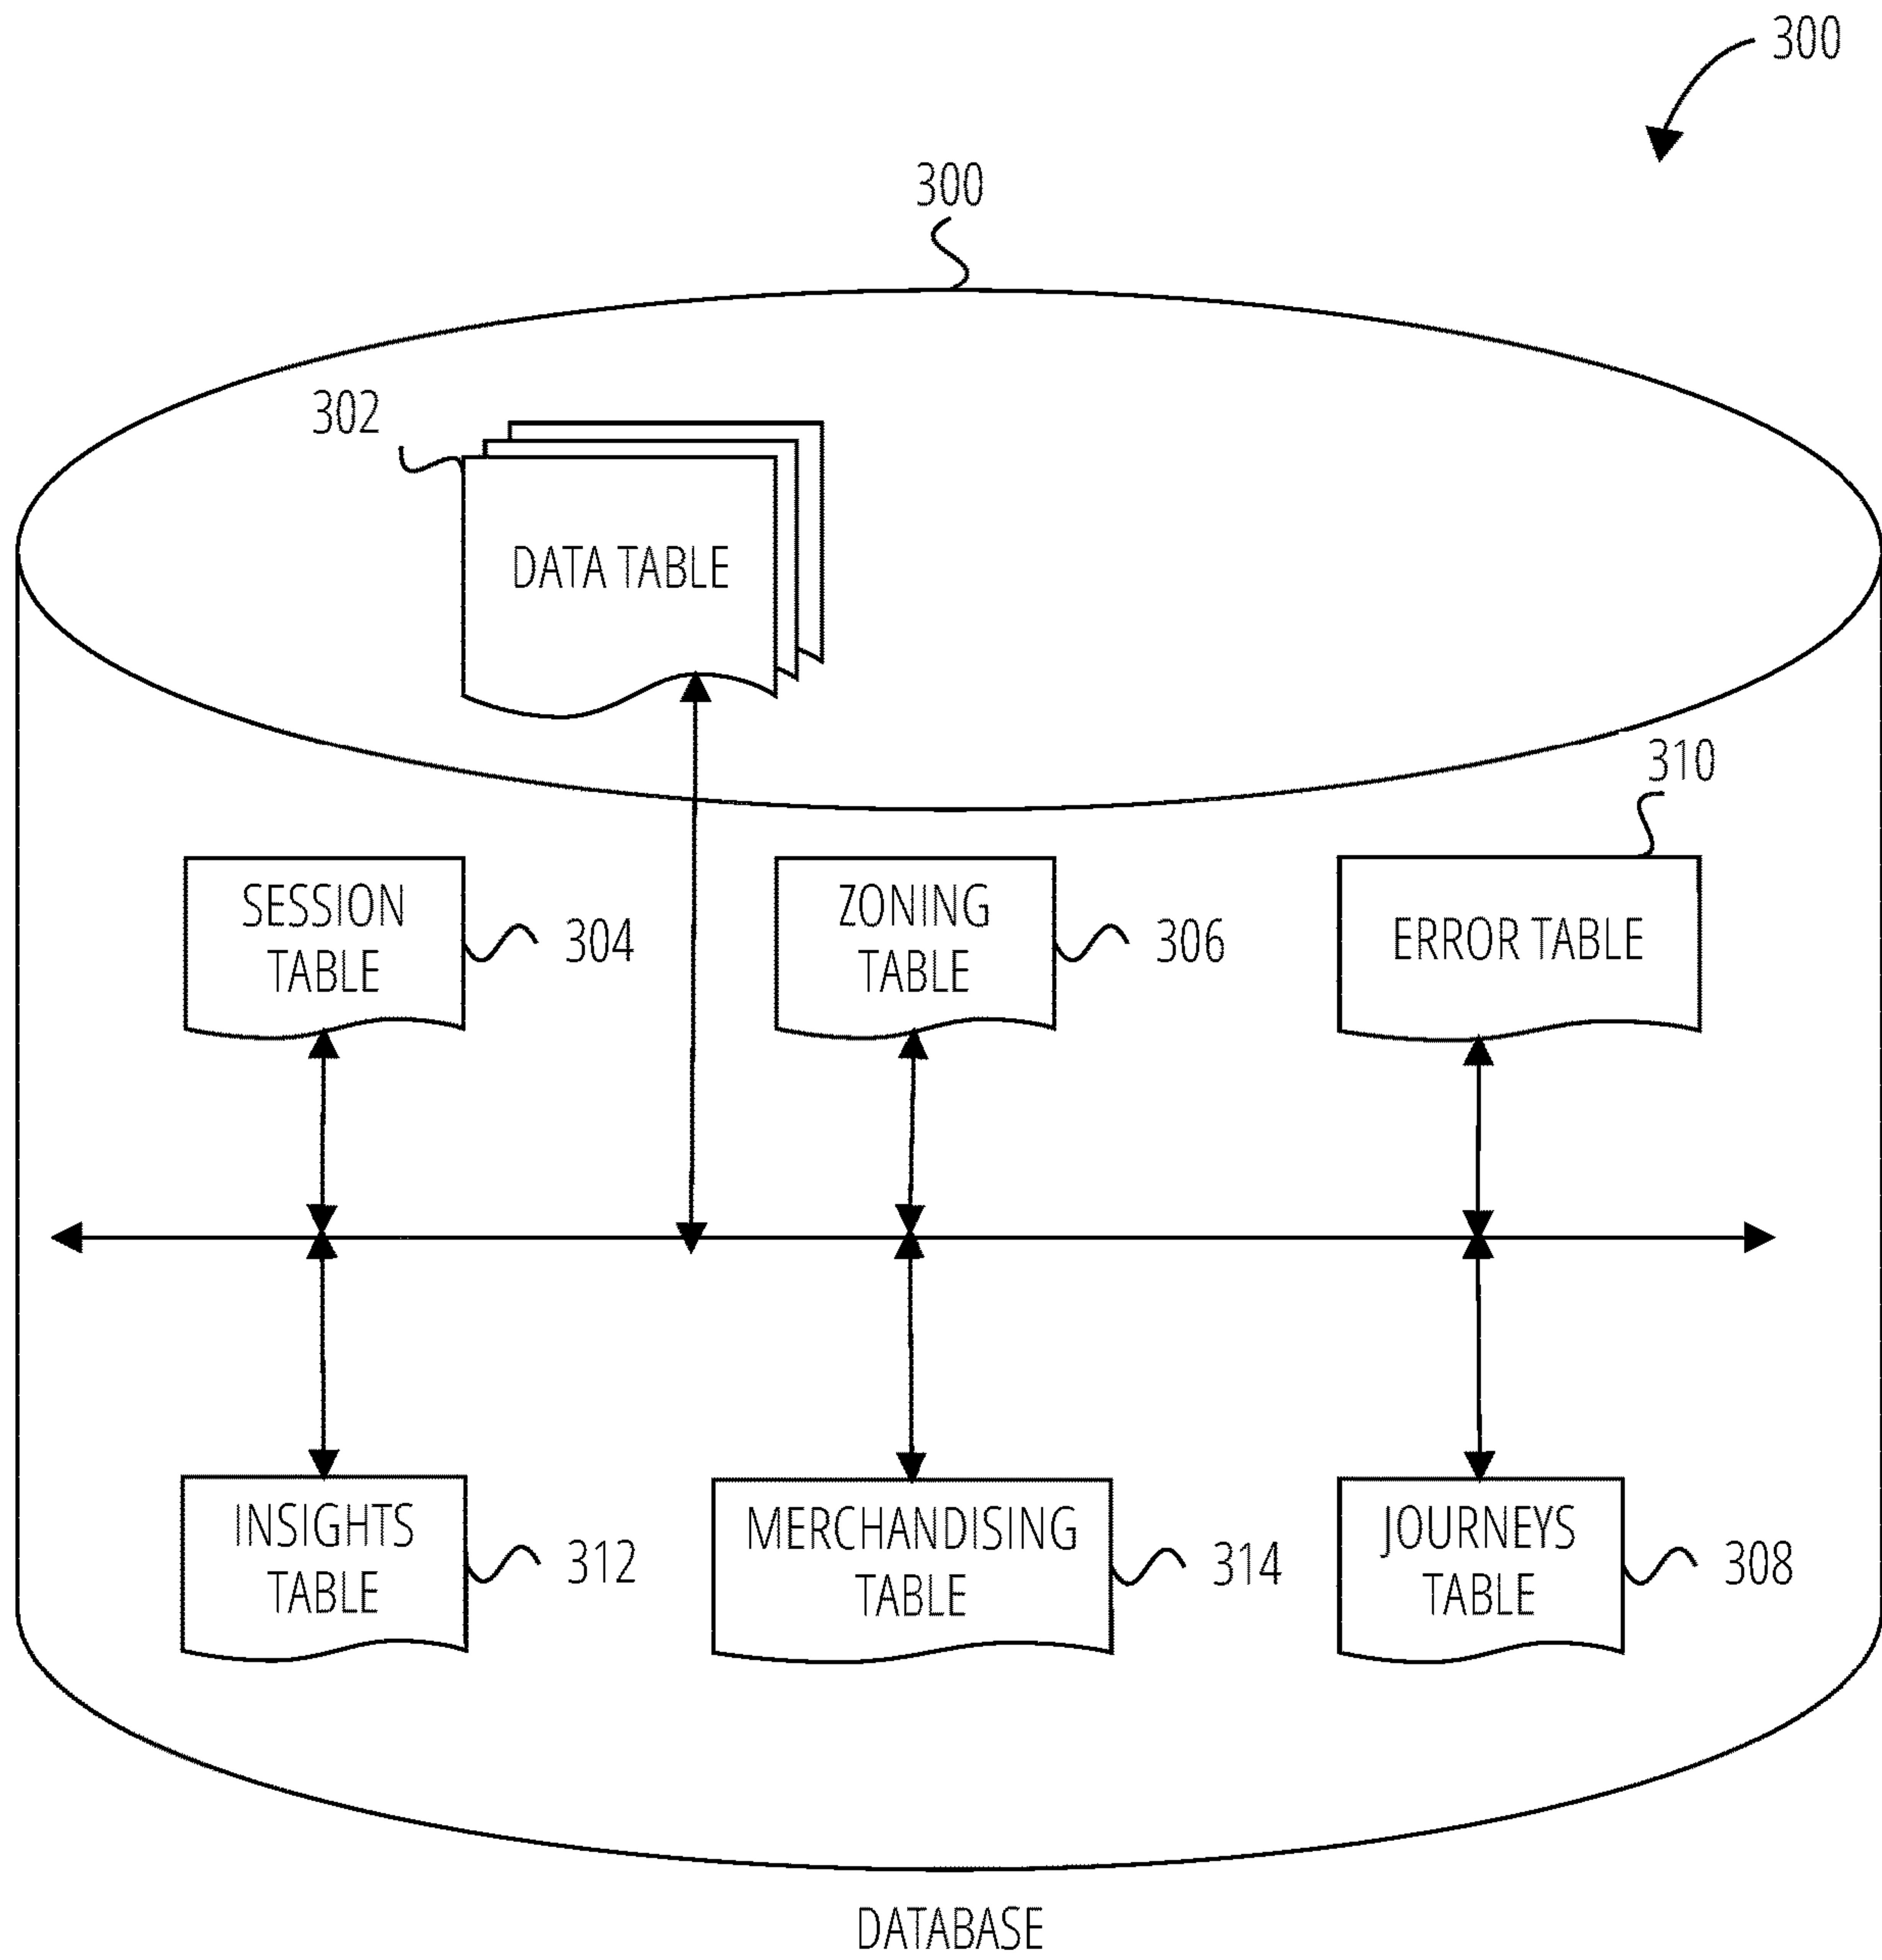 300
300
302
DATA TABLE
310
SESSION
TABLE
304
ZONING
TABLE
306
ERROR TABLE
INSIGHTS
TABLE
312
MERCHANDISING
TABLE
314
JOURNEYS
TABLE
308
DATABASE